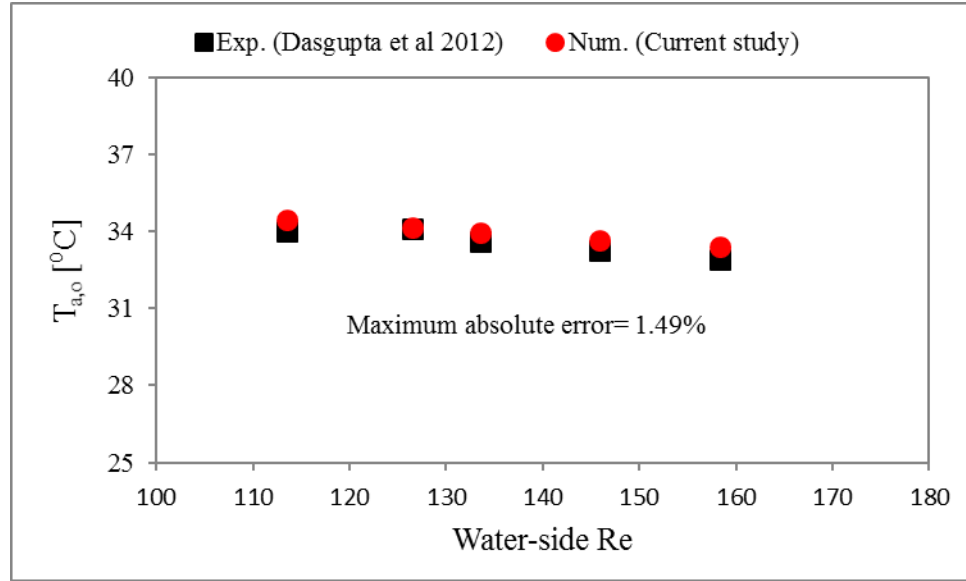 Exp. (Dasgupta et al 2012) Num. (Current study)
40
37
34
31
28
25
T_a,o [⁰C]
Maximum absolute error= 1.49%
100 110 120 130 140 150 160 170 180
Water-side Re